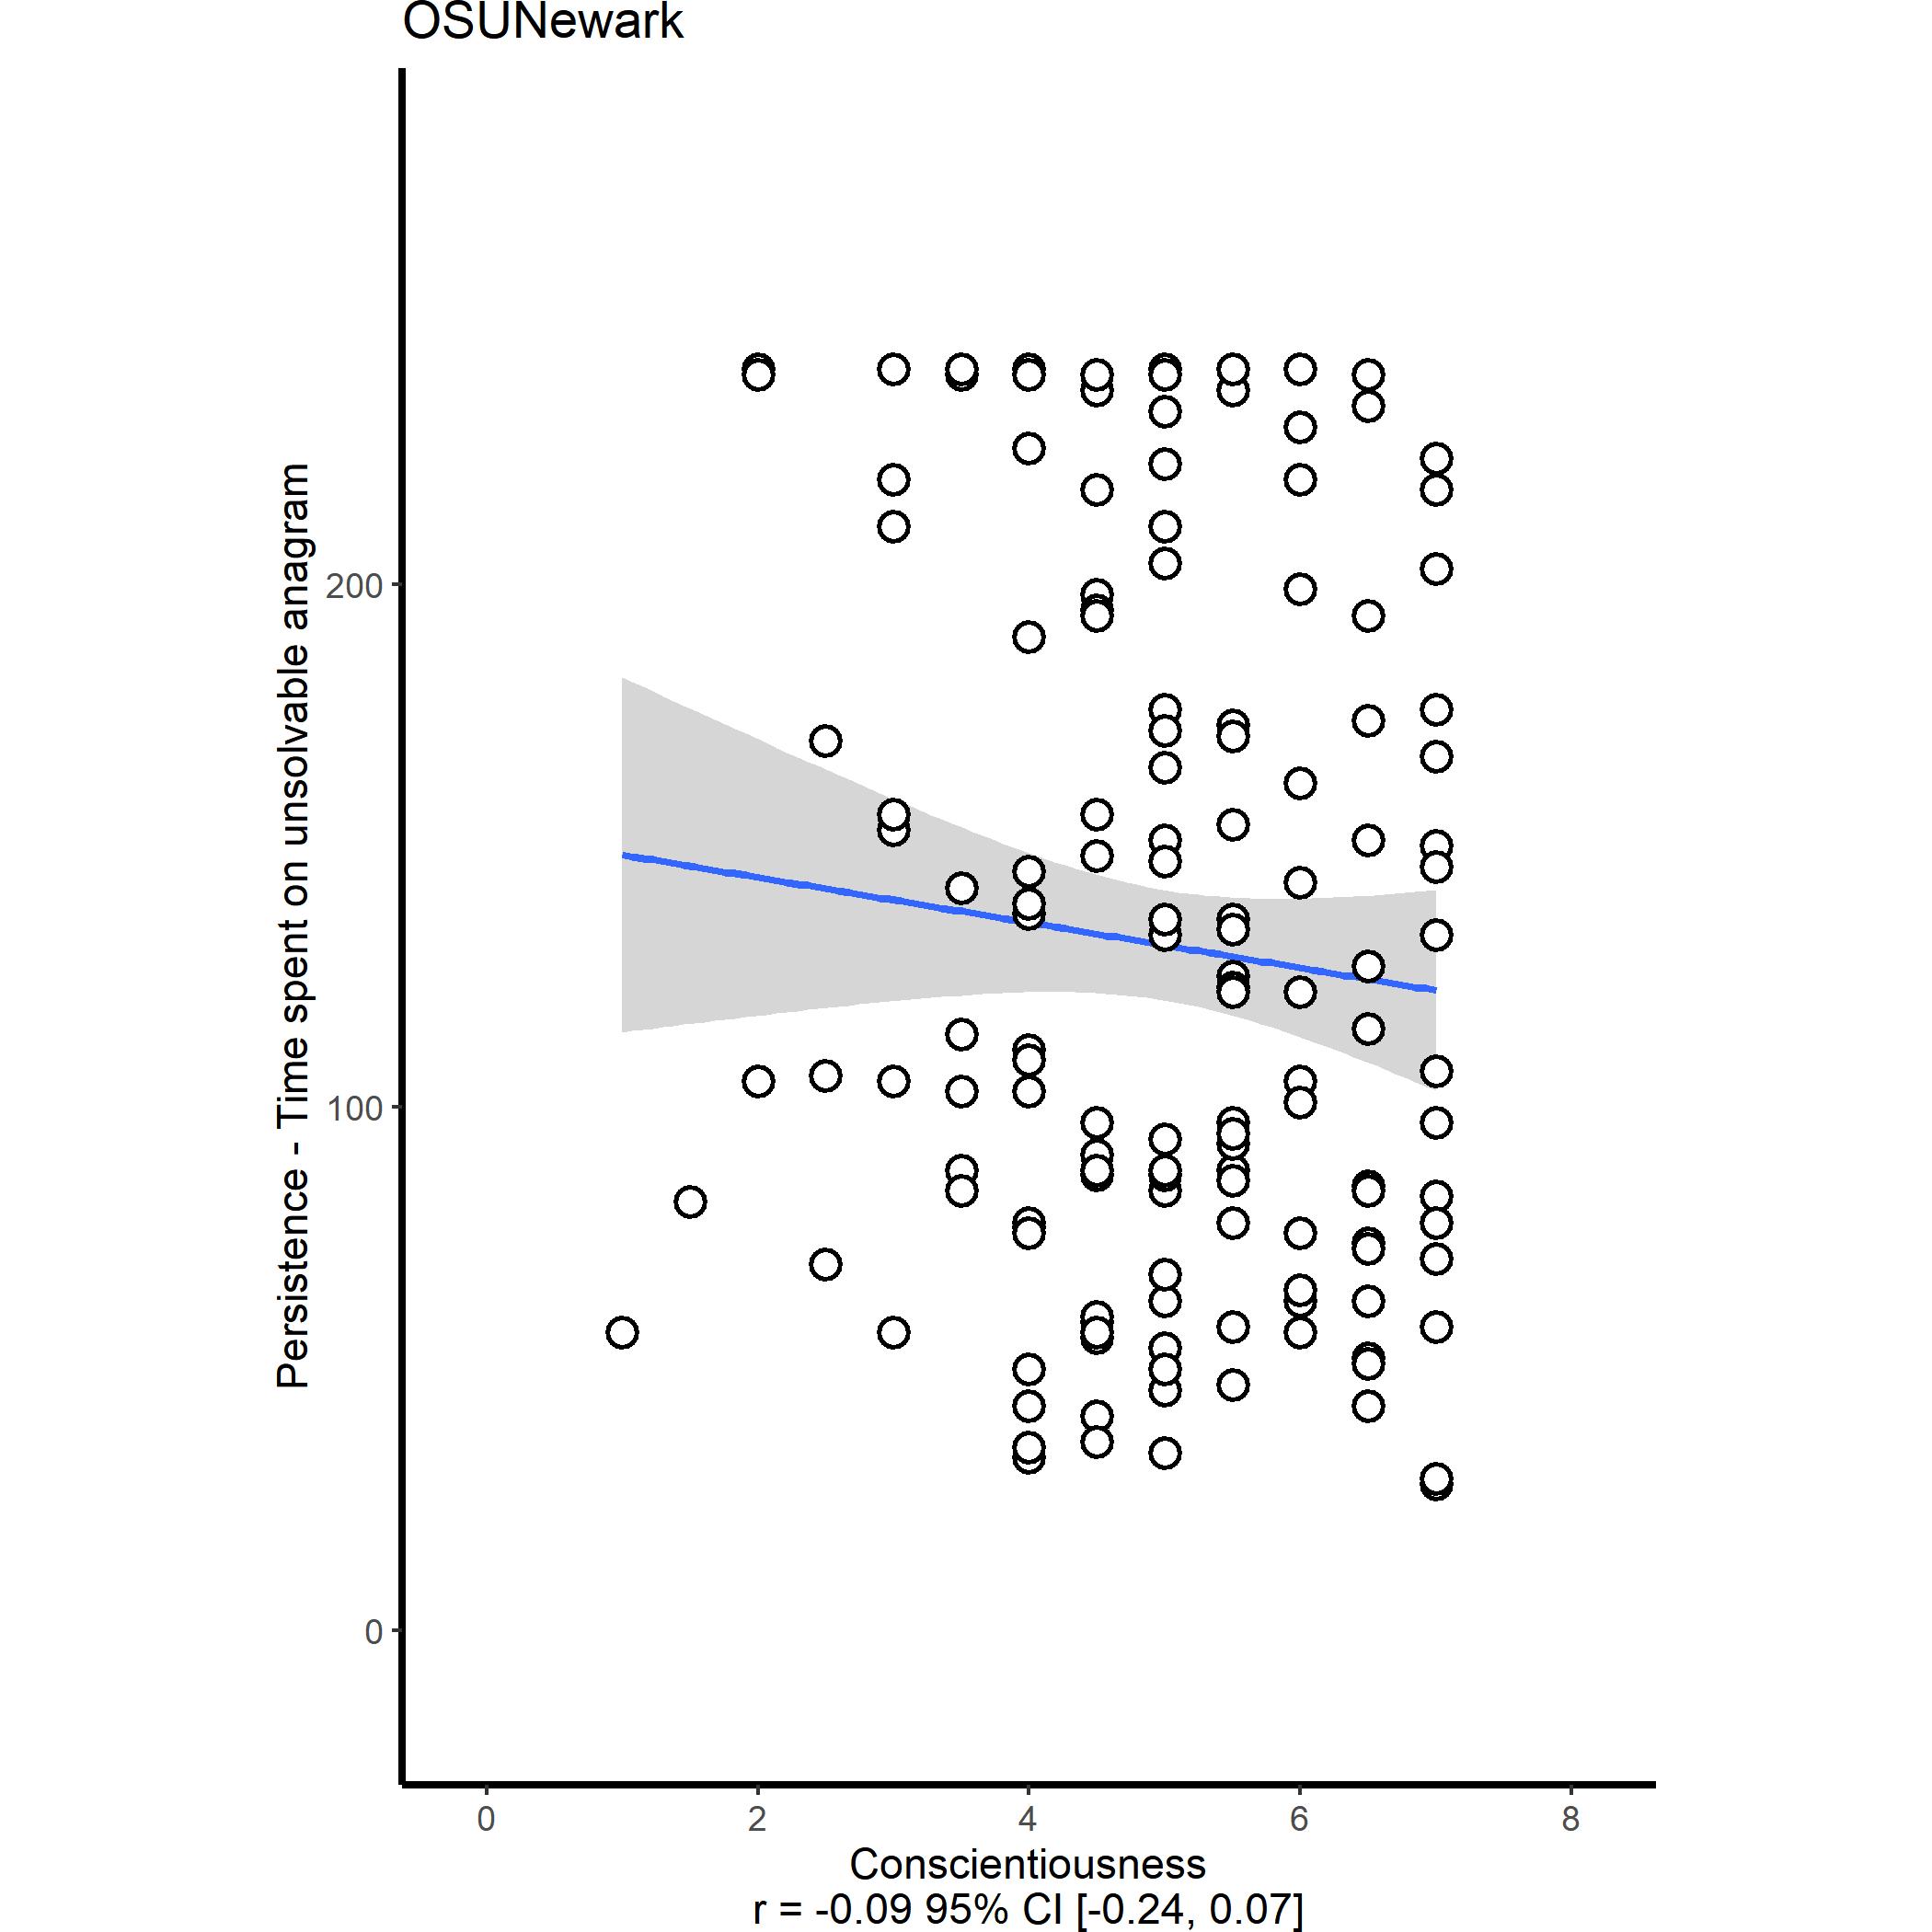 OSUNewark
Persistence - Time spent on unsolvable anagram
200
100
0
0 2 4 6 8
Conscientiousness
r = -0.09 95% CI [-0.24, 0.07]